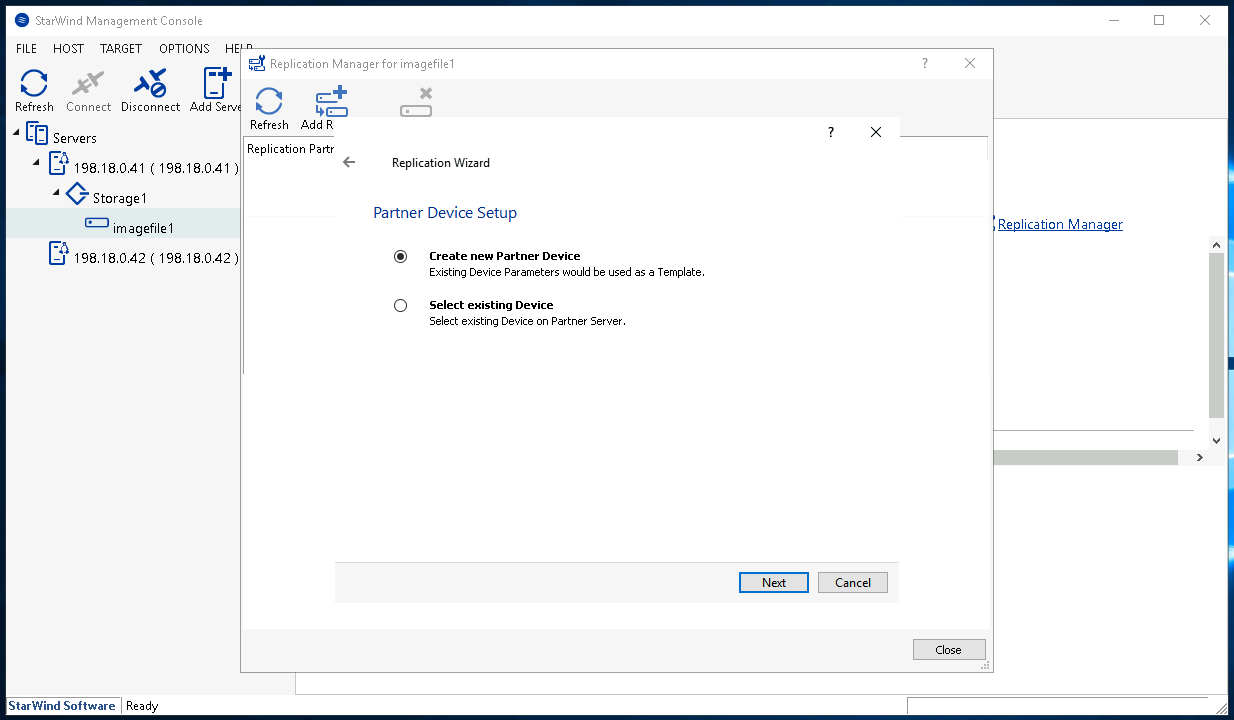 StarWind Management Console
FILE HOST TARGET OPTIONS HELP
Refresh Connect Disconnect Add Serve
Servers
198.18.0.41 ( 198.18.0.41 )
Storage1
imagefile1
198.18.0.42 ( 198.18.0.42 )
Replication Manager for imagefile1
?
Refresh Add R
Replication Partn
?
Replication Wizard
Partner Device Setup
Create new Partner Device
Existing Device Parameters would be used as a Template.
Select existing Device
Select existing Device on Partner Server.
Next Cancel
Close
Replication Manager
StarWind Software Ready